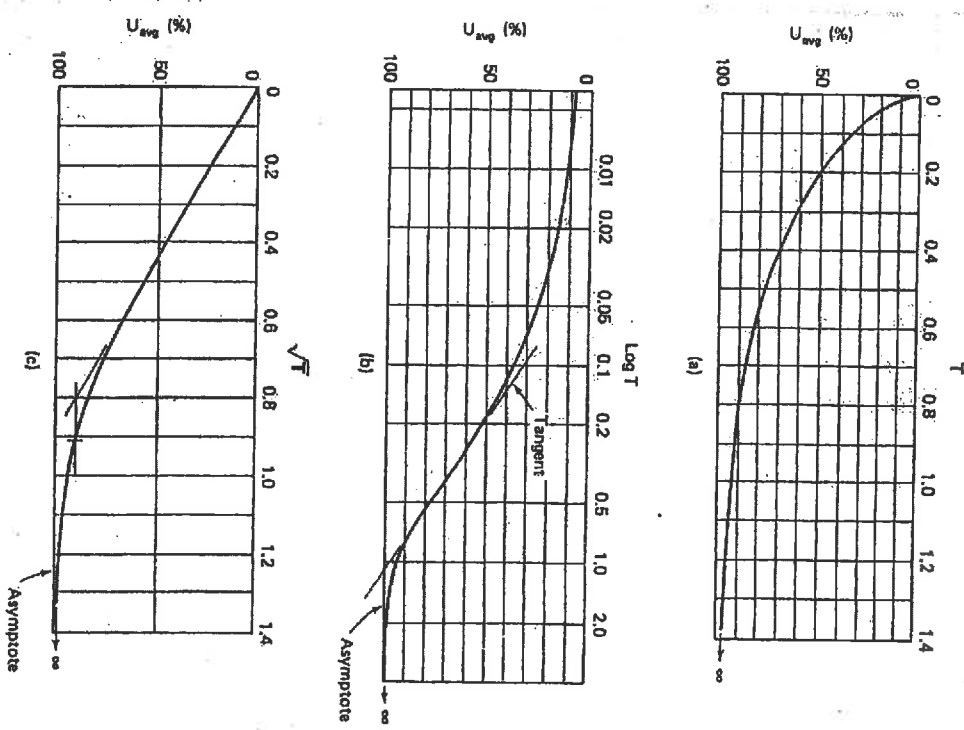 T
0 0.2 0.4 0.6 0.8 1.0 1.2 1.4
U avg (%)
0
50
100
∞
(a)
Log T
0.01 0.02 0.05 0.1 0.2 0.5 1.0 2.0
U avg (%)
0
50
100
Tangent
∞
Asymptote
(b)
√T
0 0.2 0.4 0.6 0.8 1.0 1.2 1.4
U avg (%)
0
50
100
∞
Asymptote
(c)